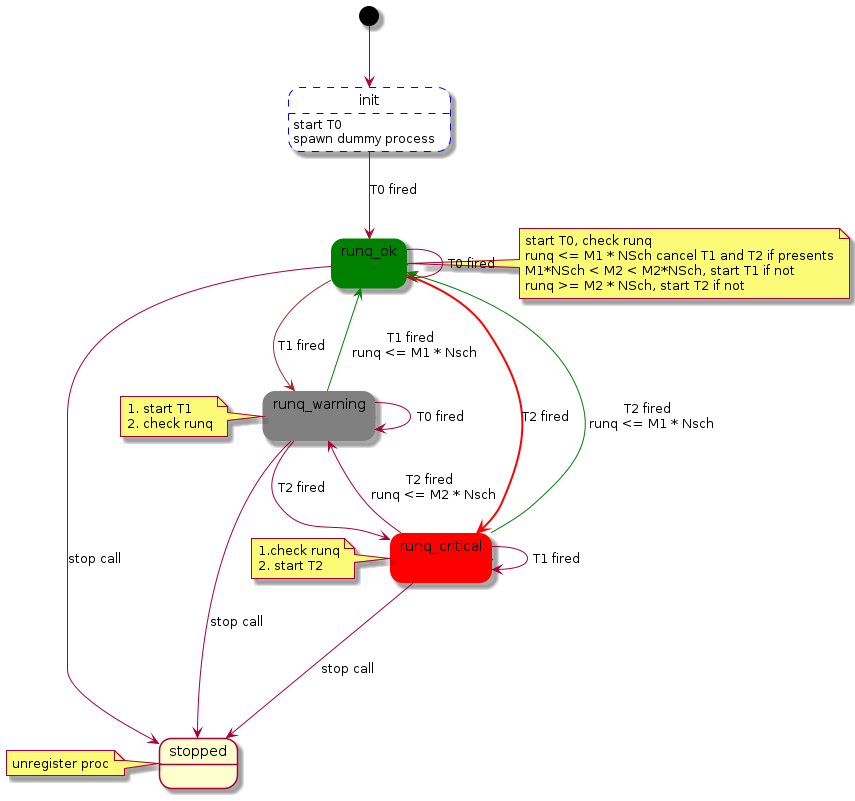 init
start T0
spawn dummy process
T0 fired
runq_ok
T0 fired
start T0, check runq
runq <= M1 * NSch cancel T1 and T2 if presents
M1*NSch < M2 < M2*NSch, start T1 if not
runq >= M2 * NSch, start T2 if not
T1 fired
T1 fired
runq <= M1 * Nsch
runq_warning
1. start T1
2. check runq
T0 fired
T2 fired
T2 fired
runq <= M1 * Nsch
T2 fired
T2 fired
runq <= M2 * Nsch
runq_critical
1.check runq
2. start T2
T1 fired
stop call
stop call
stop call
stopped
unregister proc